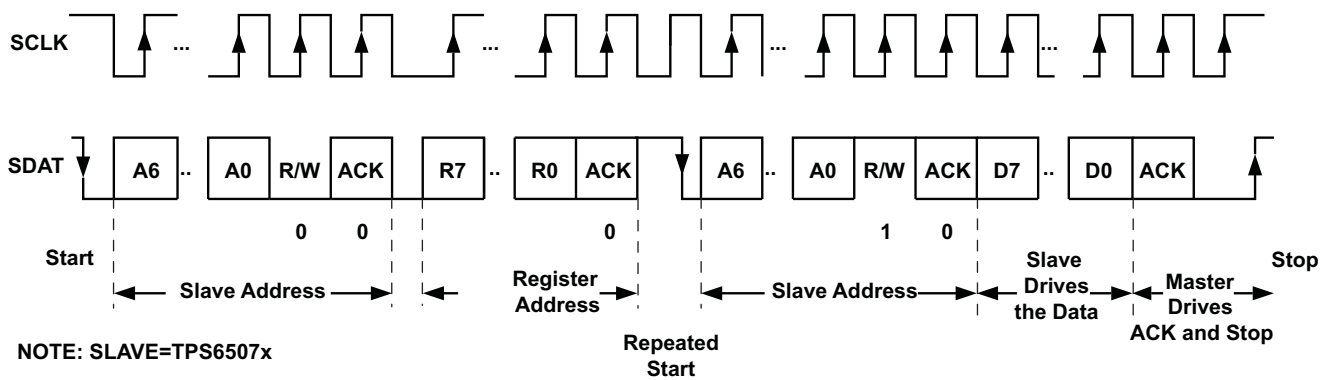 SCLK ... ... ... ...
SDAT A6 .. A0 R/W ACK R7 .. R0 ACK A6 .. A0 R/W ACK D7 .. D0 ACK
0 0 0 1 0
Start
Slave Address
Register
Address
Repeated
Start
Slave Address
Slave
Drives
the Data
Master
Drives
ACK and Stop
Stop
NOTE: SLAVE=TPS6507x